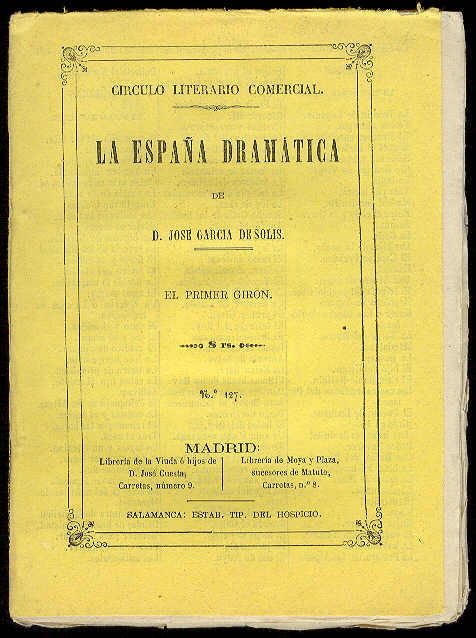 CIRCULO LITERARIO COMERCIAL.
LA ESPAÑA DRAMÁTICA
DE
D. JOSE GARCIA DE SOLIS.
EL PRIMER GIRON.
8 rs.
N.º 127.
MADRID:
Librería de la Viuda é hijos de
D. José Cuesta,
Carretas, número 9.
Librería de Moya y Plaza,
sucesores de Matute,
Carretas, n.º 8.
SALAMANCA: ESTAB. TIP. DEL HOSPICIO.